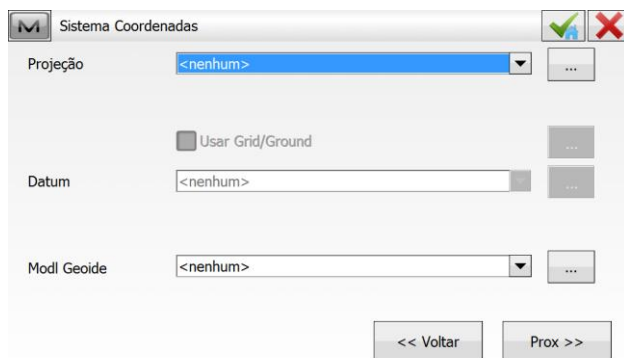 M Sistema Coordenadas
Projeção <nenhum> ...
Usar Grid/Ground ...
Datum <nenhum> ...
Modl Geoide <nenhum> ...
<< Voltar Prox >>